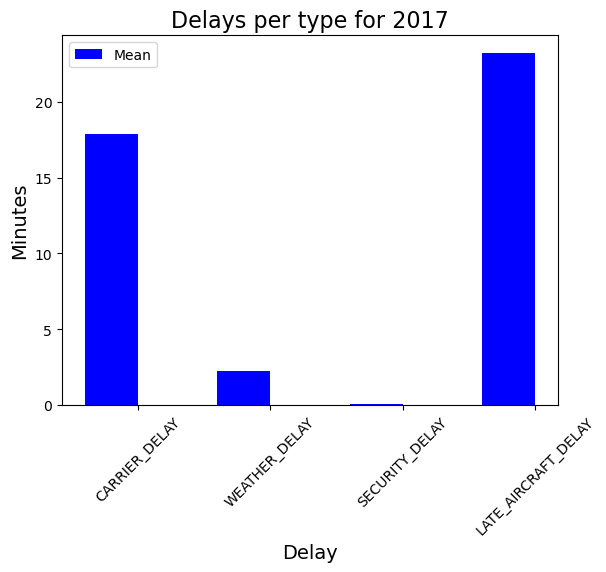 Delays per type for 2017
Mean
Minutes
20
15
10
5
0
CARRIER_DELAY
WEATHER_DELAY
SECURITY_DELAY
LATE_AIRCRAFT_DELAY
Delay